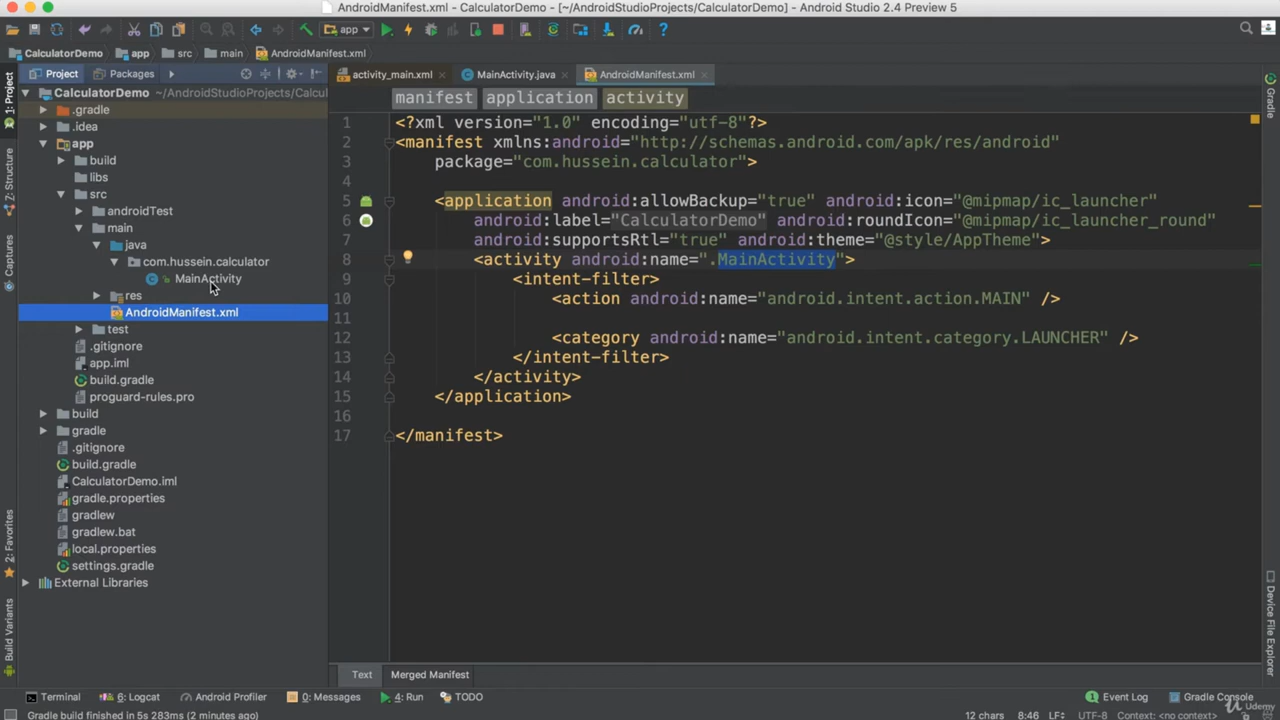 AndroidManifest.xml - CalculatorDemo - [~/AndroidStudioProjects/CalculatorDemo] - Android Studio 2.4 Preview 5
app
CalculatorDemo app src main AndroidManifest.xml
Project Packages
activity_main.xml MainActivity.java AndroidManifest.xml
manifest application activity
1: Project
Z: Structure
Captures
2: Favorites
Build Variants
CalculatorDemo ~/AndroidStudioProjects/Calcul
.gradle
.idea
app
build
libs
src
androidTest
main
java
com.hussein.calculator
MainActivity
res
AndroidManifest.xml
test
.gitignore
app.iml
build.gradle
proguard-rules.pro
build
gradle
.gitignore
build.gradle
CalculatorDemo.iml
gradle.properties
gradlew
gradlew.bat
local.properties
settings.gradle
External Libraries
1 <?xml version="1.0" encoding="utf-8"?>
2 <manifest xmlns:android="http://schemas.android.com/apk/res/android"
3 package="com.hussein.calculator">
4
5 <application android:allowBackup="true" android:icon="@mipmap/ic_launcher"
6 android:label="CalculatorDemo" android:roundIcon="@mipmap/ic_launcher_round"
7 android:supportsRtl="true" android:theme="@style/AppTheme">
8 <activity android:name=".MainActivity">
9 <intent-filter>
10 <action android:name="android.intent.action.MAIN" />
11
12 <category android:name="android.intent.category.LAUNCHER" />
13 </intent-filter>
14 </activity>
15 </application>
16
17 </manifest>
Gradle
Device File Explorer
Text Merged Manifest
Terminal 6: Logcat Android Profiler 0: Messages 4: Run TODO Event Log Gradle Console
Gradle build finished in 5s 283ms (2 minutes ago) 12 chars 8:46 LF÷ UTF-8 Context: <no context>
Udemy